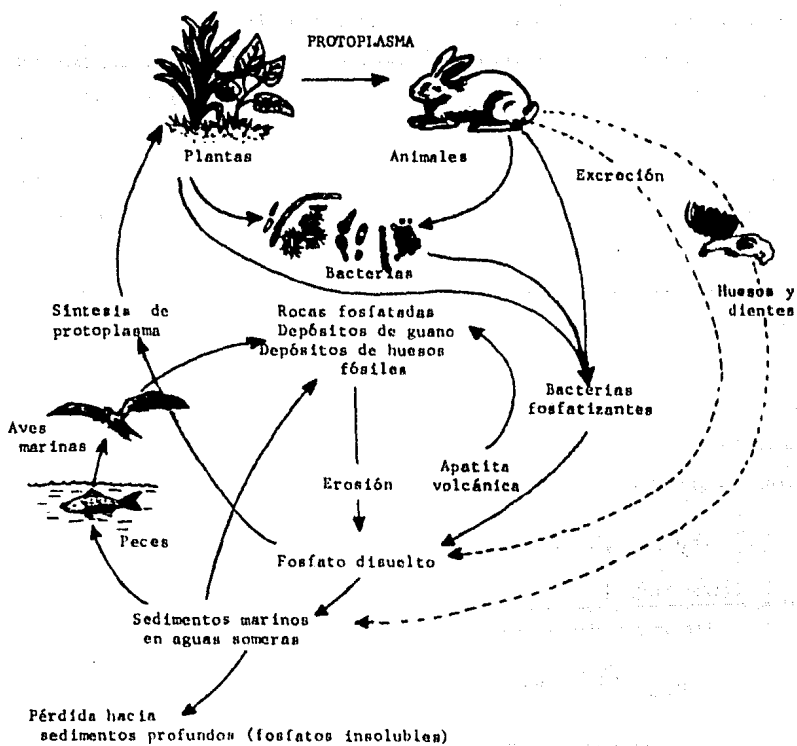 PROTOPLASMA
Plantas
Animales
Excreción
Bacterias
Huesos y
dientes
Síntesis de
protoplasma
Rocas fosfatadas
Depósitos de guano
Depósitos de huesos
fósiles
Bacterias
fosfatizantes
Aves
marinas
Apatita
volcánica
Erosión
Peces
Fosfato disuelto
Sedimentos marinos
en aguas someras
Pérdida hacia
sedimentos profundos (fosfatos insolubles)